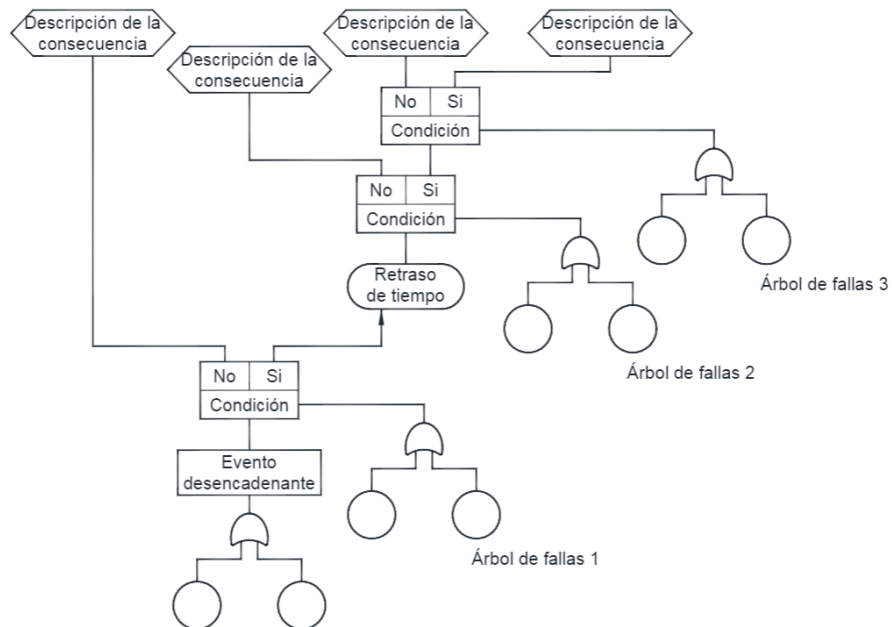 Descripción de la
consecuencia
Descripción de la
consecuencia
Descripción de la
consecuencia
Descripción de la
consecuencia
No
Si
Condición
No
Si
Condición
Retraso
de tiempo
Árbol de fallas 3
Árbol de fallas 2
No
Si
Condición
Evento
desencadenante
Árbol de fallas 1